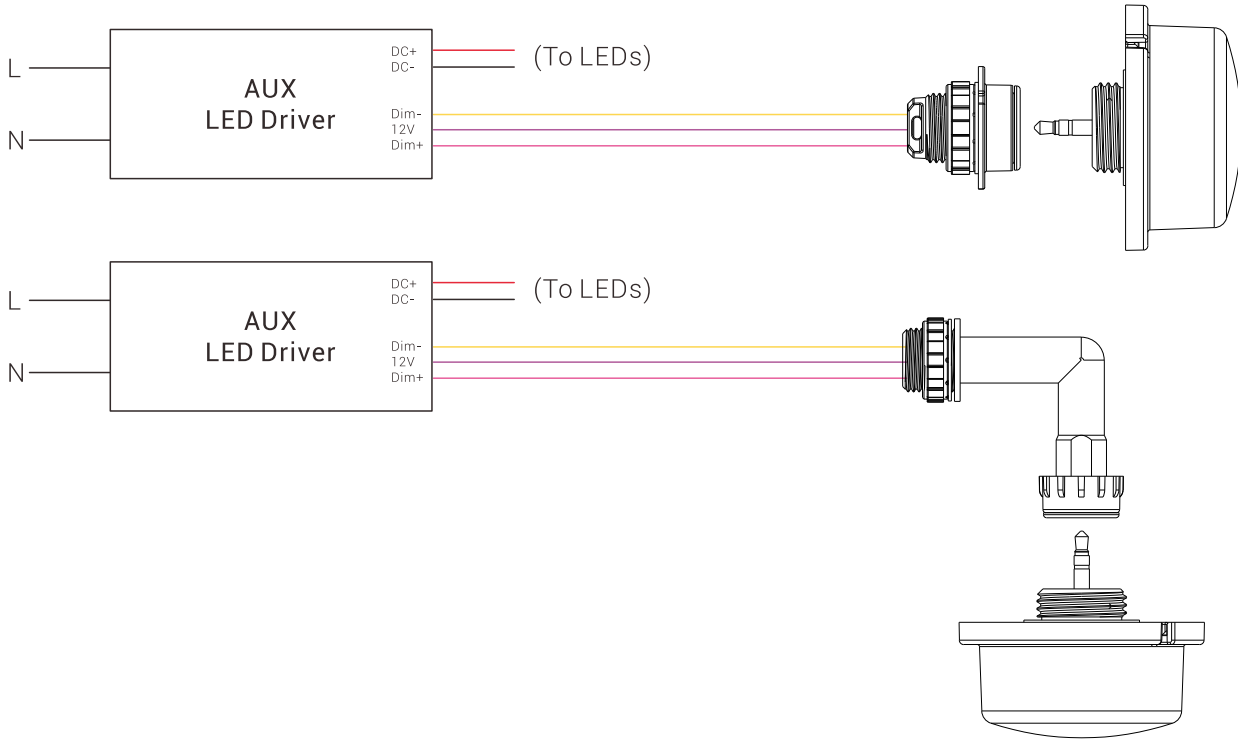 DC+
(To LEDs)
DC-
L
AUX
LED Driver
Dim-
12V
N
Dim+
DC+
(To LEDs)
DC-
L
AUX
LED Driver
Dim-
12V
N
Dim+